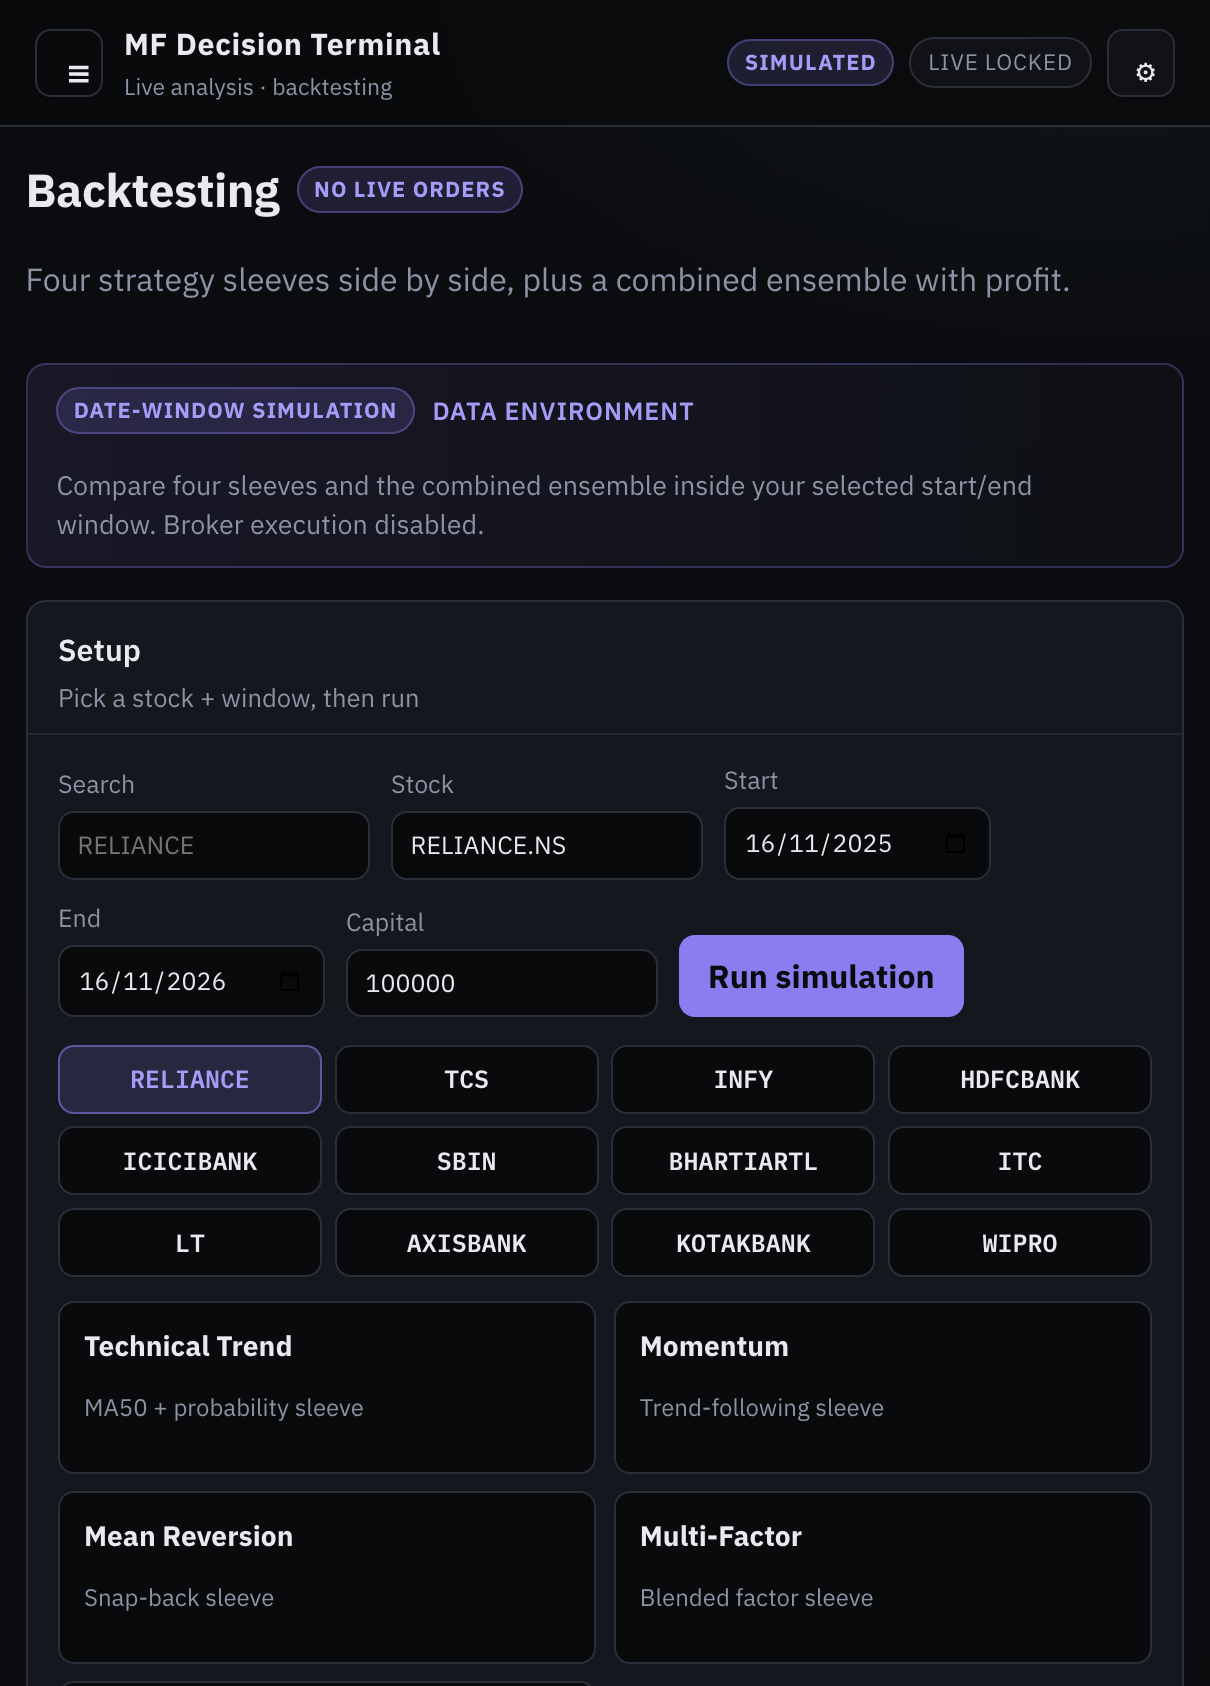 MF Decision Terminal
Live analysis · backtesting
SIMULATED
LIVE LOCKED
Backtesting
NO LIVE ORDERS
Four strategy sleeves side by side, plus a combined ensemble with profit.
DATE-WINDOW SIMULATION
DATA ENVIRONMENT
Compare four sleeves and the combined ensemble inside your selected start/end
window. Broker execution disabled.
Setup
Pick a stock + window, then run
Search
RELIANCE
Stock
RELIANCE.NS
Start
16/11/2025
End
16/11/2026
Capital
100000
Run simulation
RELIANCE
TCS
INFY
HDFCBANK
ICICIBANK
SBIN
BHARTIARTL
ITC
LT
AXISBANK
KOTAKBANK
WIPRO
Technical Trend
MA50 + probability sleeve
Momentum
Trend-following sleeve
Mean Reversion
Snap-back sleeve
Multi-Factor
Blended factor sleeve